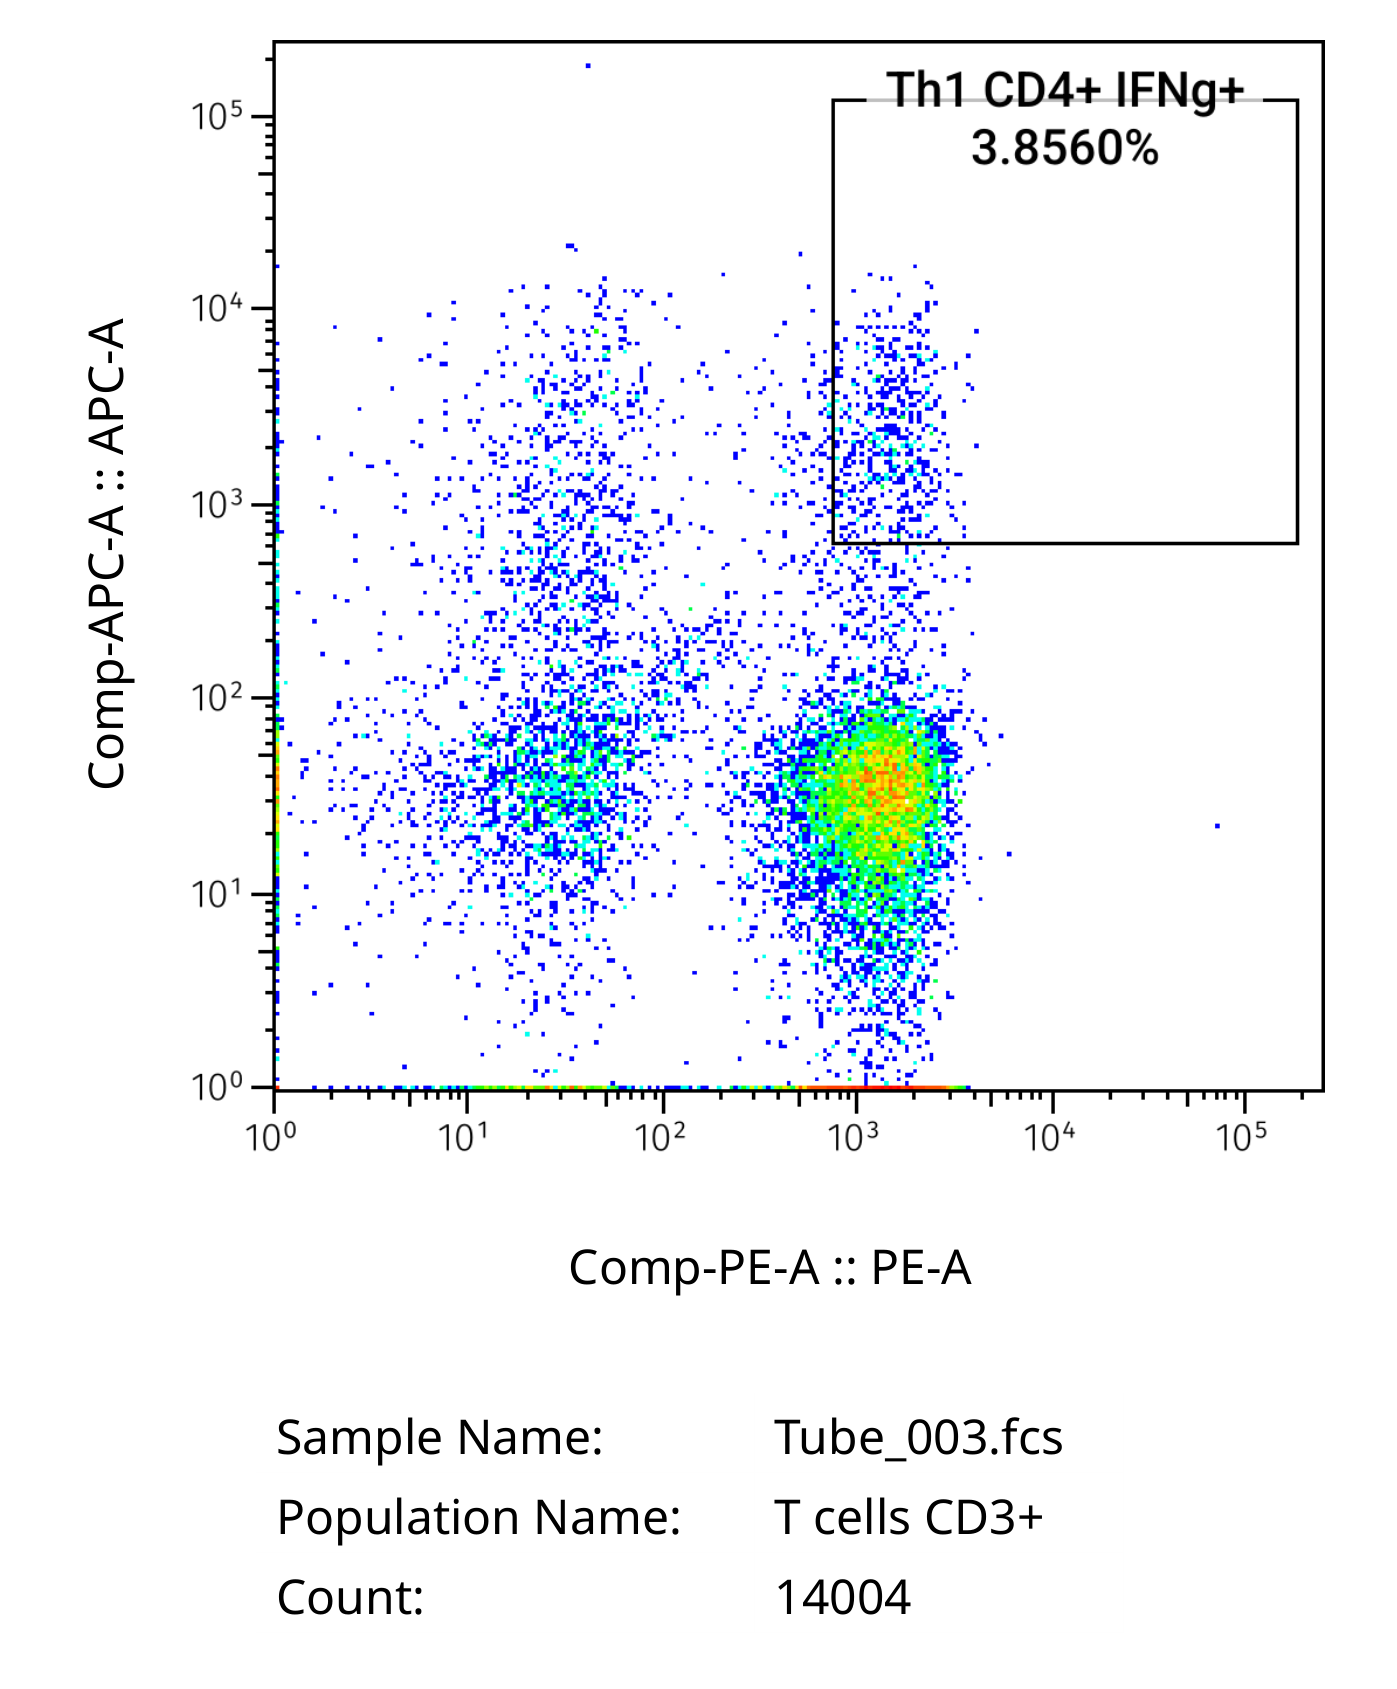 Th1 CD4+ IFNg+
3.8560%
10⁵
10⁴
10³
10²
10¹
10⁰
Comp-APC-A :: APC-A
10⁰ 10¹ 10² 10³ 10⁴ 10⁵
Comp-PE-A :: PE-A
Sample Name: Tube_003.fcs
Population Name: T cells CD3+
Count: 14004